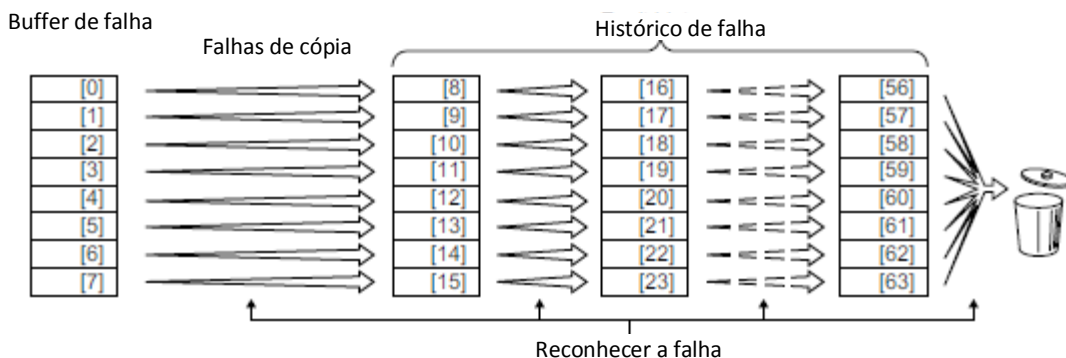 Buffer de falha
Falhas de cópia
Histórico de falha
[0] [8] [16] [56]
[1] [9] [17] [57]
[2] [10] [18] [58]
[3] [11] [19] [59]
[4] [12] [20] [60]
[5] [13] [21] [61]
[6] [14] [22] [62]
[7] [15] [23] [63]
Reconhecer a falha